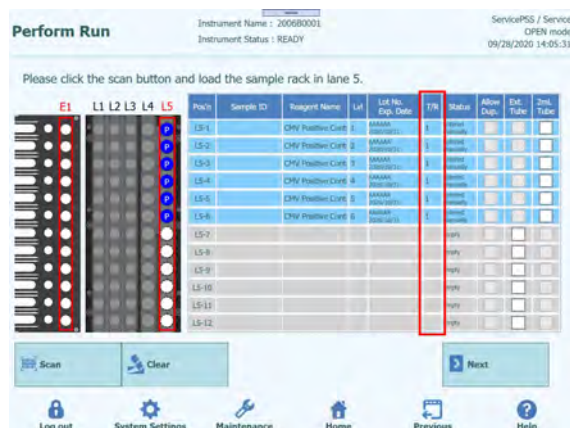 Perform Run
Instrument Name : 2006B0001
Instrument Status : READY
ServicePSS / Service
OPEN mode
09/28/2020 14:05:31
Please click the scan button and load the sample rack in lane 5.
E1 L1 L2 L3 L4 L5
Pos'n Sample ID Reagent Name Lvl Lot No. Exp. Date T/R Status Allow Dup. Ext. Tube 2mL Tube
P L5-1 CMV Positive Cont 1 1
P L5-2 CMV Positive Cont 2 1
P L5-3 CMV Positive Cont 3 1
P L5-4 CMV Positive Cont 4 1
P L5-5 CMV Positive Cont 5 1
P L5-6 CMV Positive Cont 6 1
L5-7 Empty
L5-8 Empty
L5-9 Empty
L5-10 Empty
L5-11 Empty
L5-12 Empty
Scan
Clear
Next
Log out
System Settings
Maintenance
Home
Previous
Help